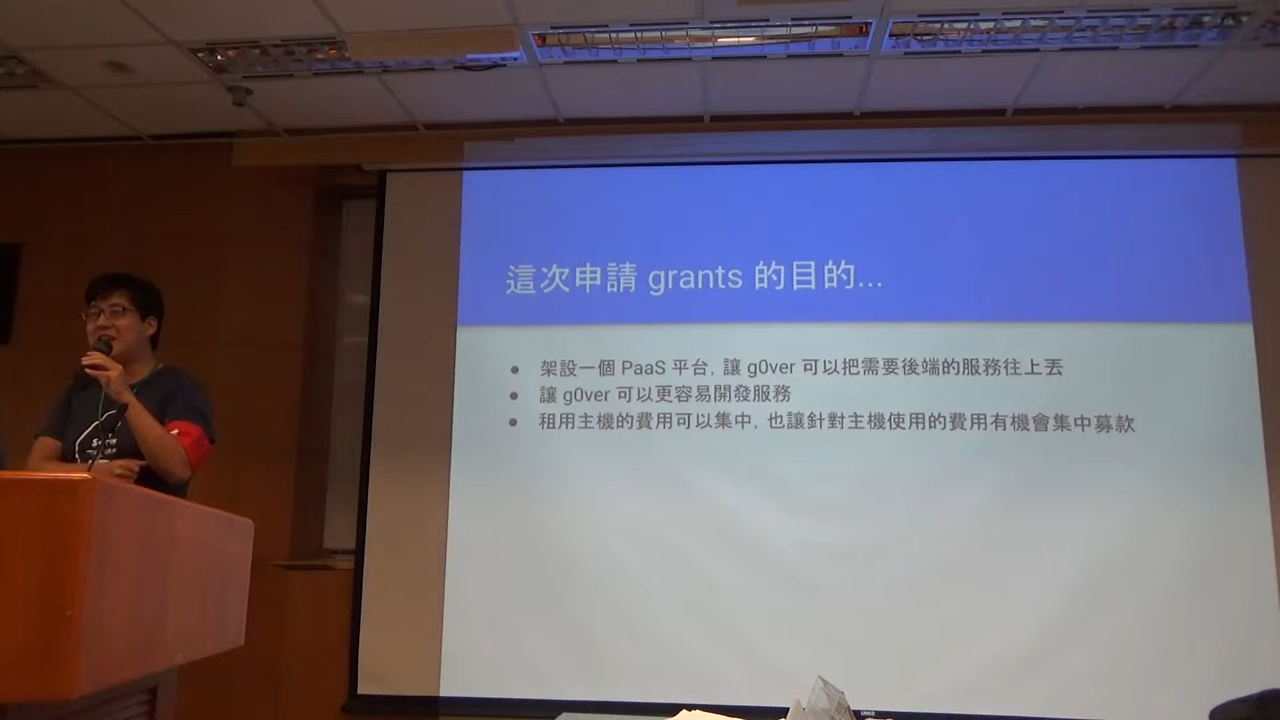 這次申請 grants 的目的...
架設一個 PaaS 平台, 讓 g0ver 可以把需要後端的服務往上丟
讓 g0ver 可以更容易開發服務
租用主機的費用可以集中, 也讓針對主機使用的費用有機會集中募款